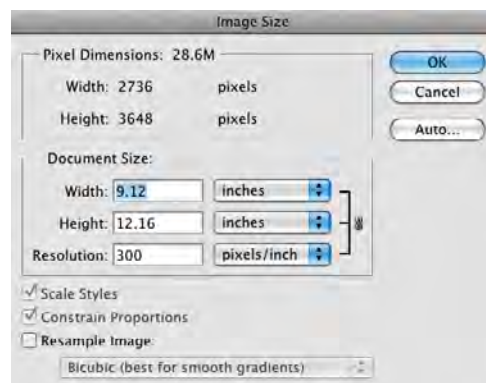 Image Size
Pixel Dimensions: 28.6M
Width: 2736 pixels
Height: 3648 pixels
OK
Cancel
Auto...
Document Size:
Width: 9.12 inches
Height: 12.16 inches
Resolution: 300 pixels/inch
Scale Styles
Constrain Proportions
Resample Image:
Bicubic (best for smooth gradients)